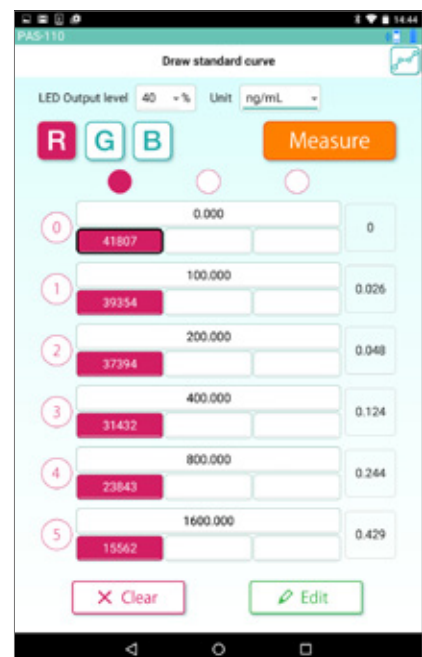 14:44
PAS-110
Draw standard curve
LED Output level 40 % Unit ng/mL
R G B Measure
0.000
0 41807 0
100.000
1 39354 0.026
200.000
2 37394 0.048
400.000
3 31432 0.124
800.000
4 23843 0.244
1600.000
5 15562 0.429
Clear Edit